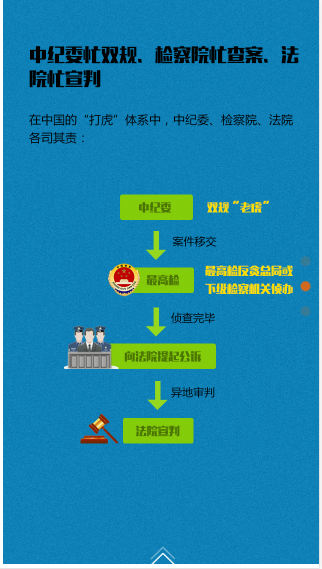 中纪委忙双规、检察院忙查案、法
院忙宣判
在中国的“打虎”体系中，中纪委、检察院、法院
各司其责：
中纪委
双规“老虎”
案件移交
最高检
最高检反贪总局或
下级检察机关侦办
侦查完毕
向法院提起公诉
异地审判
法院宣判